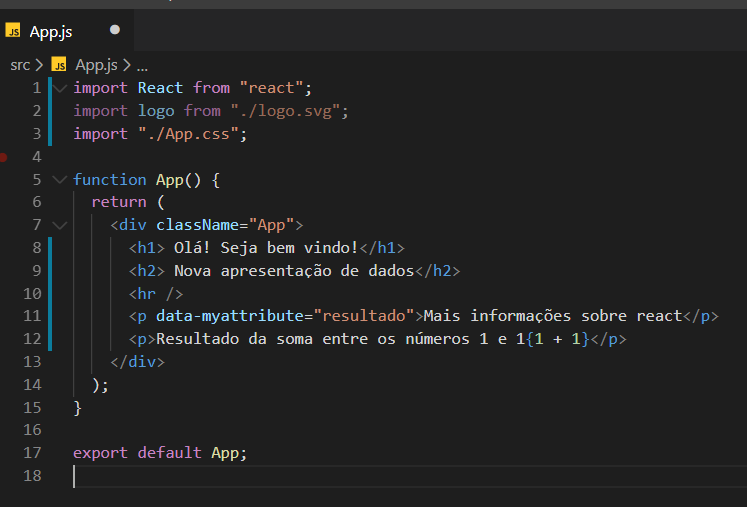 App.js
src > App.js > ...
1 import React from "react";
2 import logo from "./logo.svg";
3 import "./App.css";
4
5 function App() {
6   return (
7     <div className="App">
8       <h1> Olá! Seja bem vindo!</h1>
9       <h2> Nova apresentação de dados</h2>
10       <hr />
11       <p data-myattribute="resultado">Mais informações sobre react</p>
12       <p>Resultado da soma entre os números 1 e 1{1 + 1}</p>
13     </div>
14   );
15 }
16
17 export default App;
18